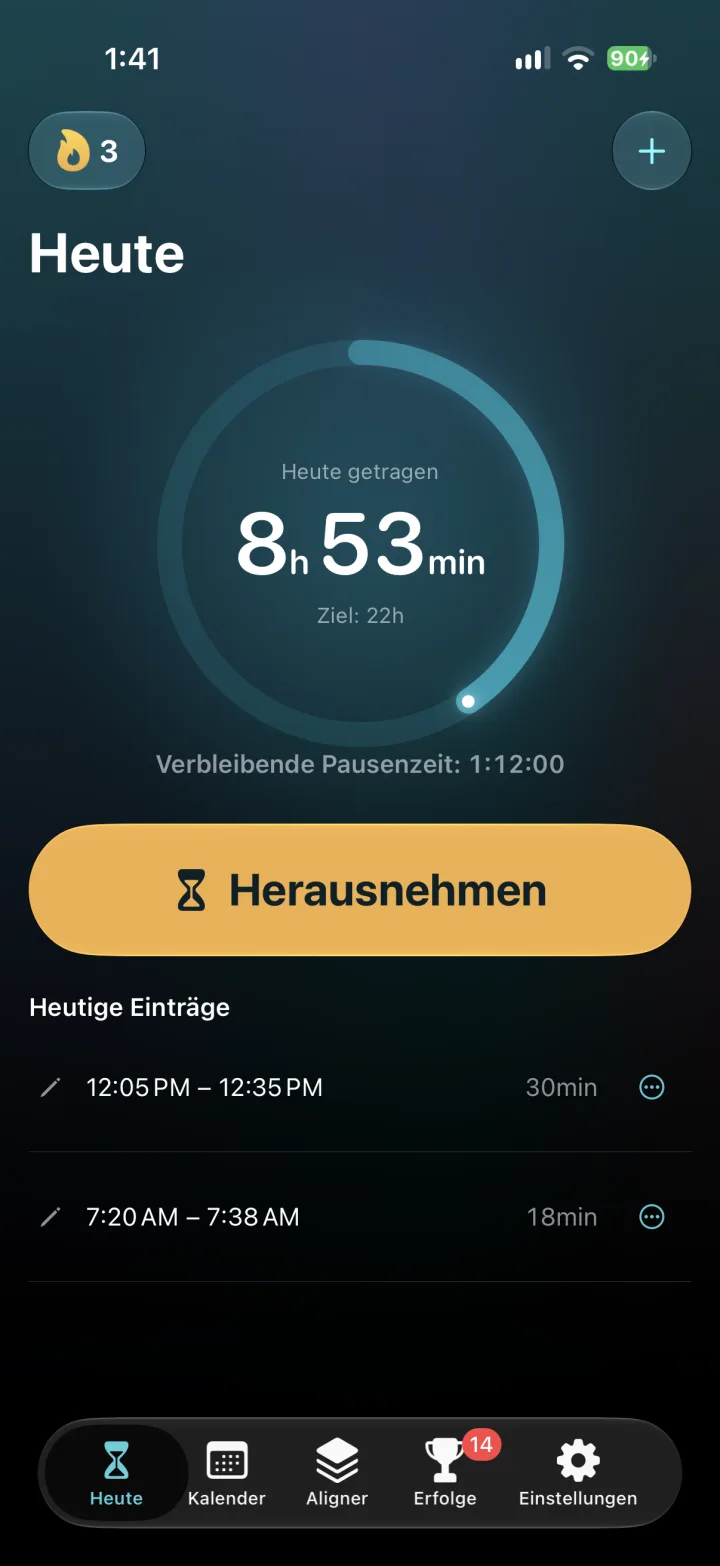 1:41
90
3
Heute
Heute getragen
8h 53min
Ziel: 22h
Verbleibende Pausenzeit: 1:12:00
Herausnehmen
Heutige Einträge
12:05 PM – 12:35 PM 30min
7:20 AM – 7:38 AM 18min
14
Heute Kalender Aligner Erfolge Einstellungen